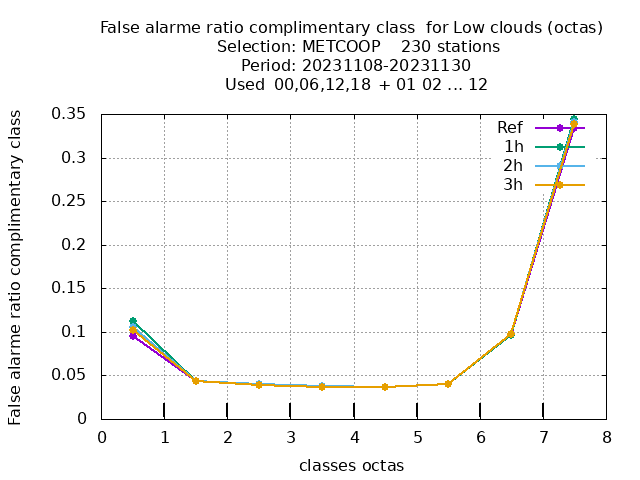 False alarme ratio complimentary class  for Low clouds (octas)
Selection: METCOOP    230 stations
Period: 20231108-20231130
Used  00,06,12,18 + 01 02 ... 12
False alarme ratio complimentary class
0.35
0.3
0.25
0.2
0.15
0.1
0.05
0
Ref
1h
2h
3h
0 1 2 3 4 5 6 7 8
classes octas